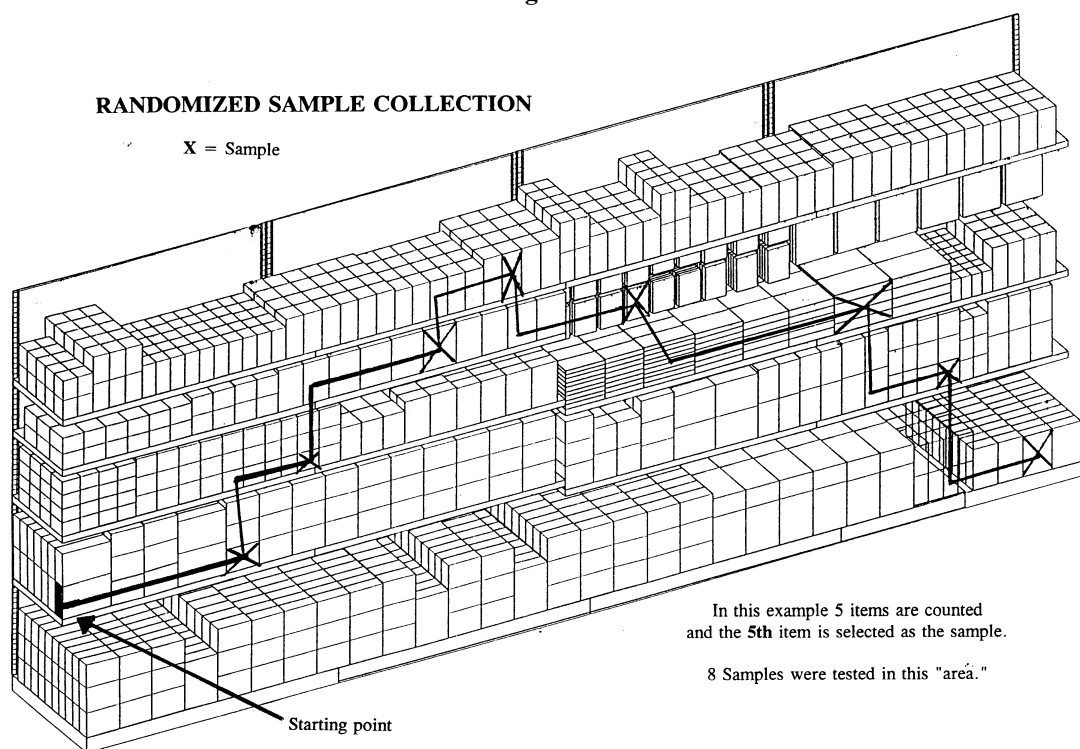 RANDOMIZED SAMPLE COLLECTION
X = Sample
In this example 5 items are counted
and the 5th item is selected as the sample.
8 Samples were tested in this "area."
Starting point